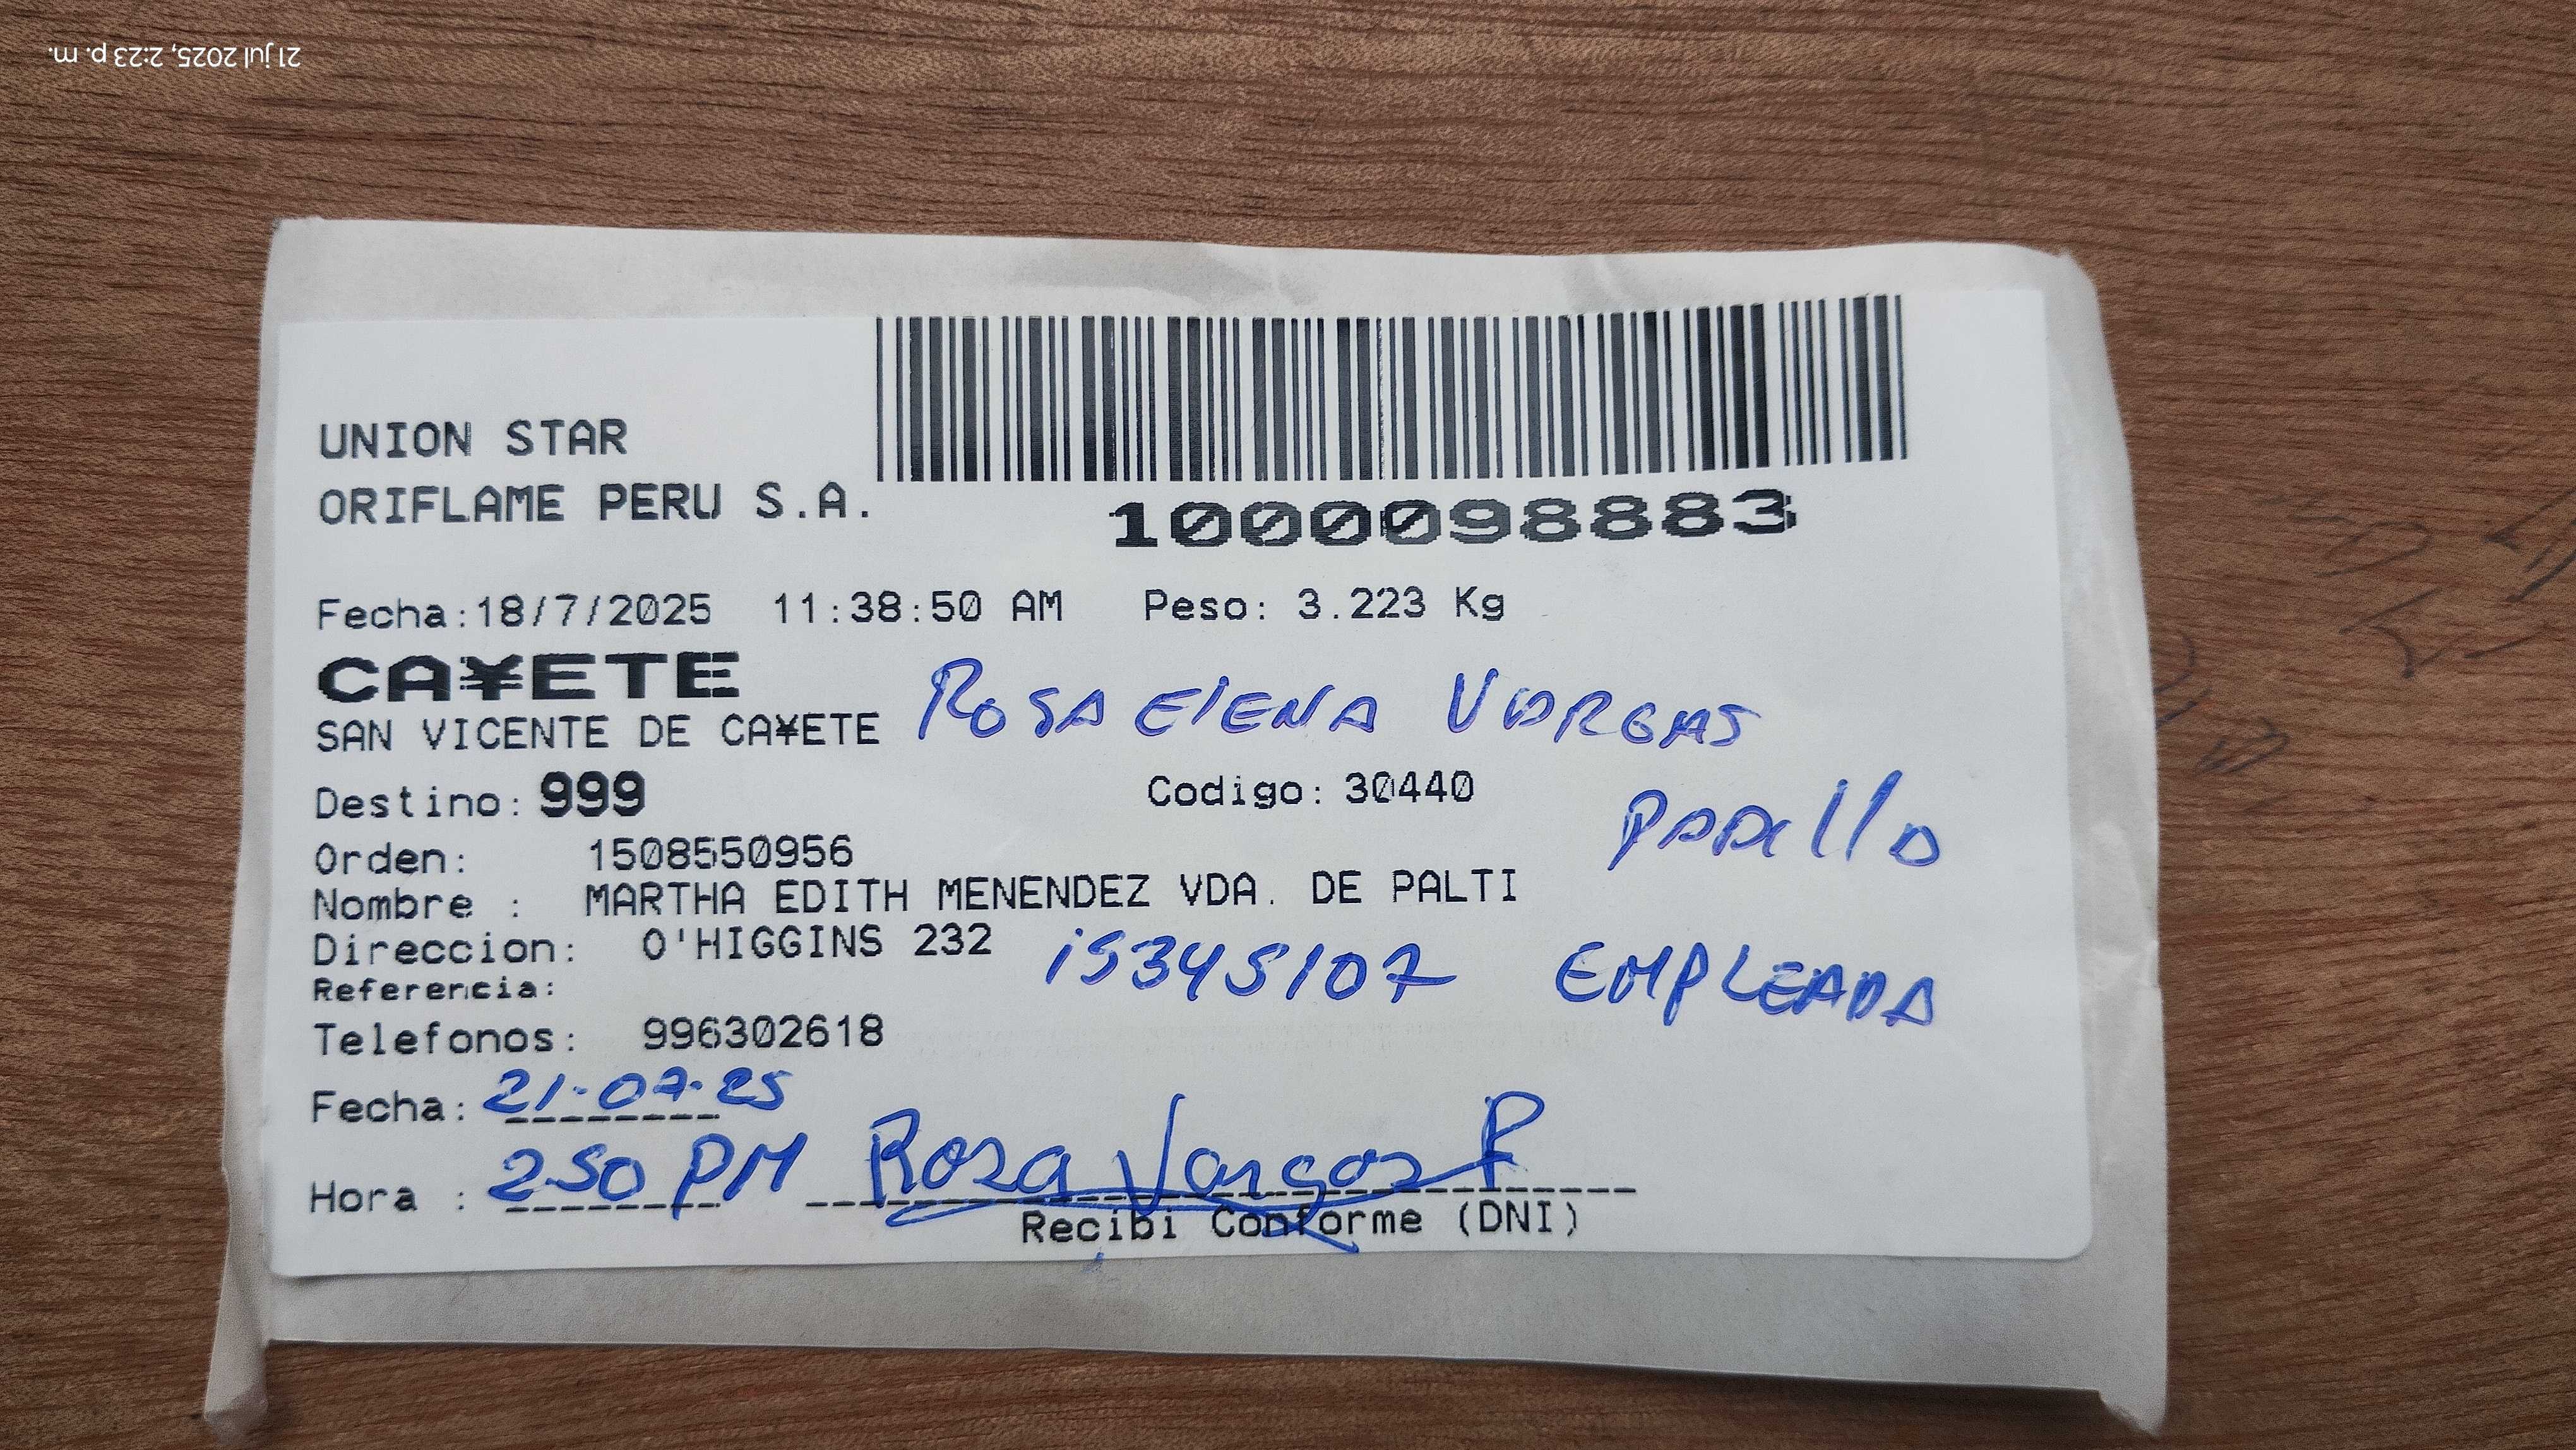 21 jul 2025, 2:23 p. m.
UNION STAR
ORIFLAME PERU S.A.
1000098883
Fecha:18/7/2025 11:38:50 AM Peso: 3.223 Kg
CA¥ETE
SAN VICENTE DE CA¥ETE ROSA ElENA VARGAS
Destino: 999 Codigo: 30440
PADillA
Orden: 1508550956
Nombre : MARTHA EDITH MENENDEZ VDA. DE PALTI
Direccion: O'HIGGINS 232
15345107 EMPLEADA
Referencia:
Telefonos: 996302618
Fecha: 21-07-25
Hora : 2.50 PM Rosa Vargas P
Recibi Conforme (DNI)